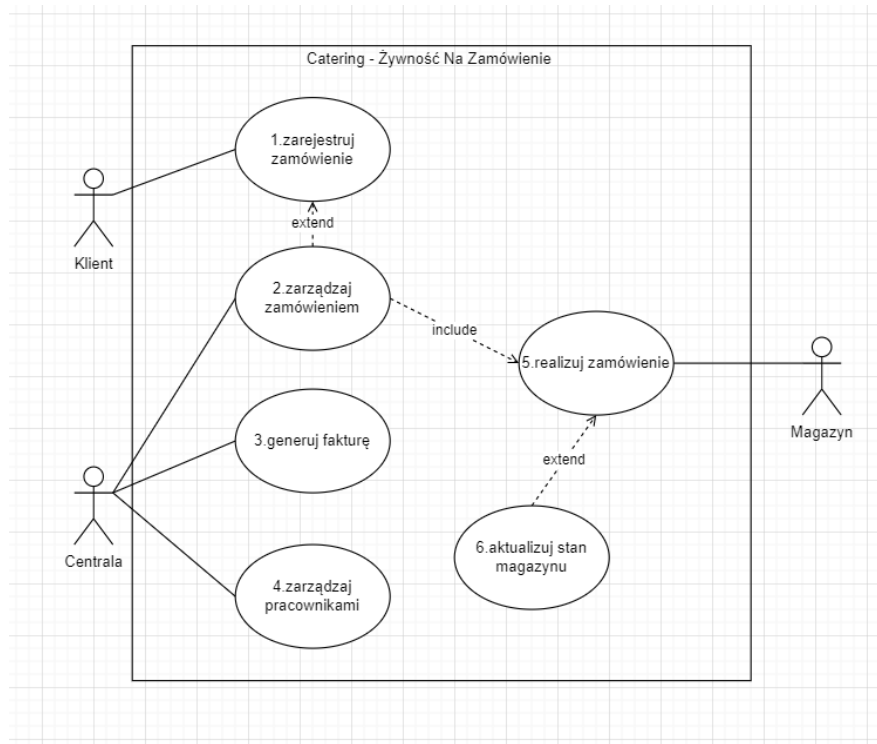 Catering - Żywność Na Zamówienie
1.zarejestruj
zamówienie
extend
Klient
2.zarządzaj
zamówieniem
include
5.realizuj zamówienie
Magazyn
3.generuj fakturę
extend
Centrala
6.aktualizuj stan
magazynu
4.zarządzaj
pracownikami